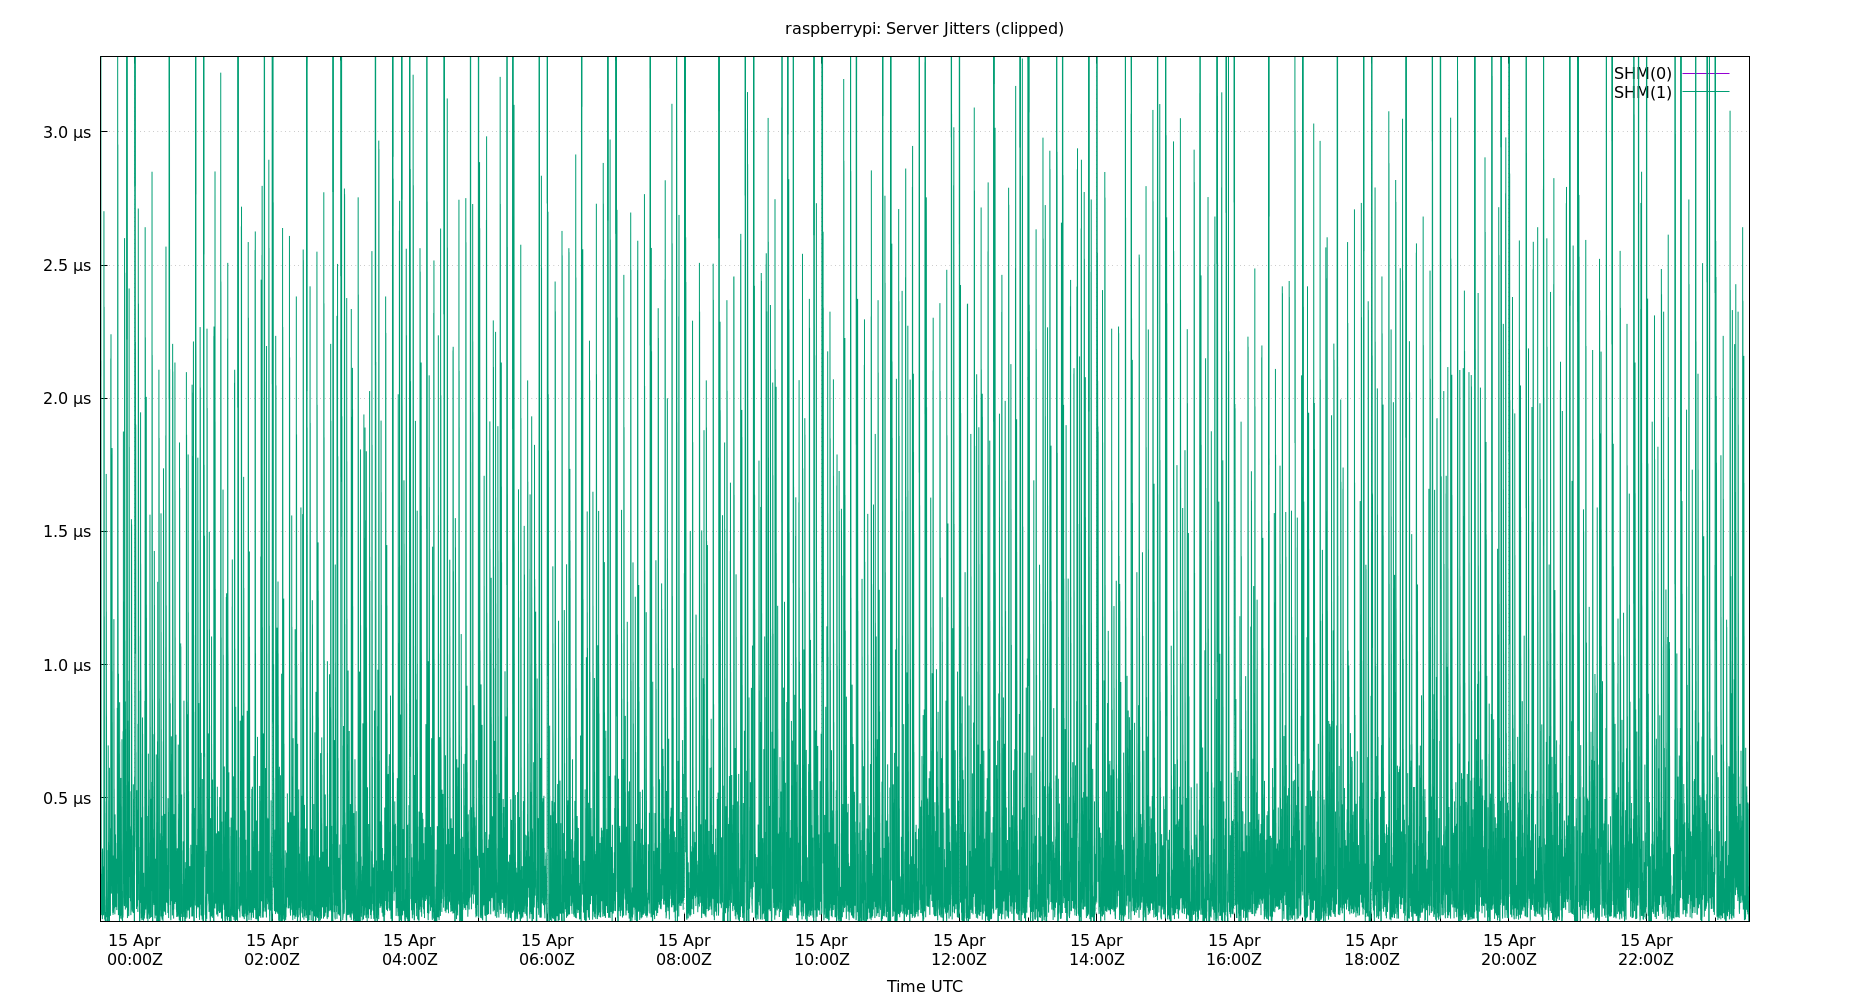 raspberrypi: Server Jitters (clipped)
SHM(0)
SHM(1)
3.0 µs
2.5 µs
2.0 µs
1.5 µs
1.0 µs
0.5 µs
15 Apr 15 Apr 15 Apr 15 Apr 15 Apr 15 Apr 15 Apr 15 Apr 15 Apr 15 Apr 15 Apr 15 Apr
00:00Z 02:00Z 04:00Z 06:00Z 08:00Z 10:00Z 12:00Z 14:00Z 16:00Z 18:00Z 20:00Z 22:00Z
Time UTC